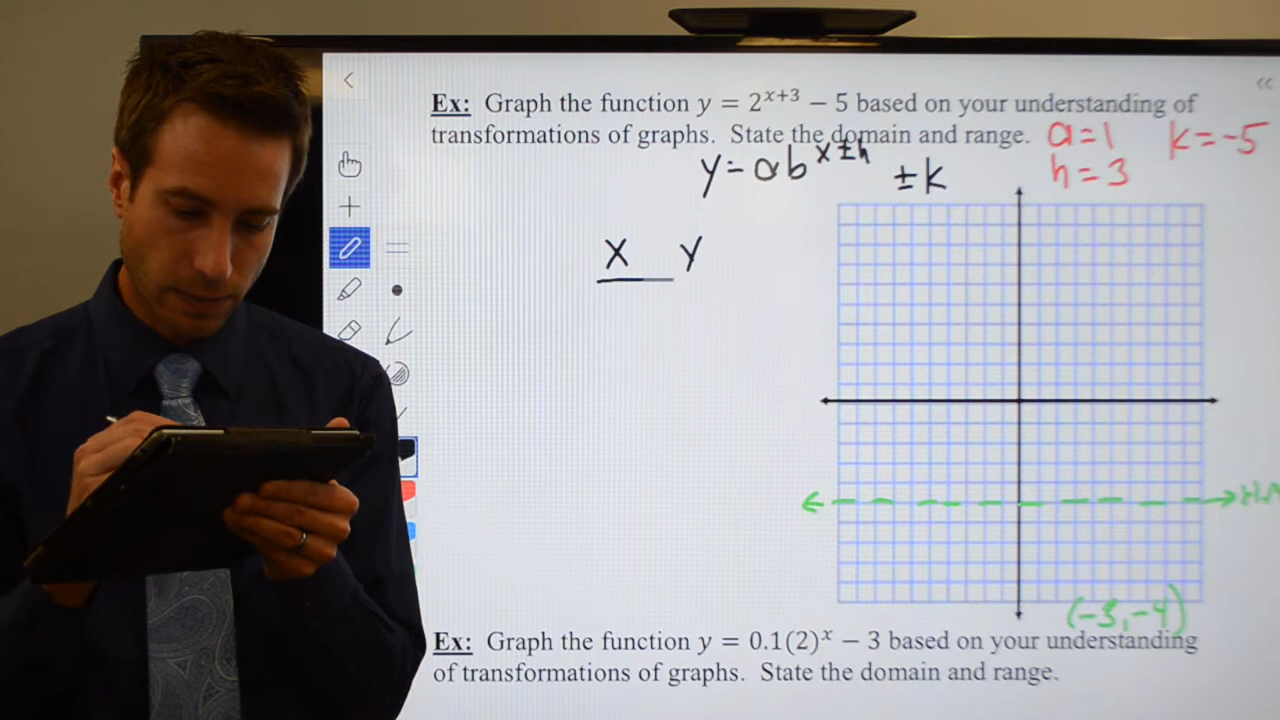 Ex: Graph the function y = 2^{x+3} − 5 based on your understanding of
transformations of graphs. State the domain and range.
a=1 k=-5
h=3
y=ab^{x±h} ±k
X Y
(-3,-4)
Ex: Graph the function y = 0.1(2)^x − 3 based on your understanding
of transformations of graphs. State the domain and range.